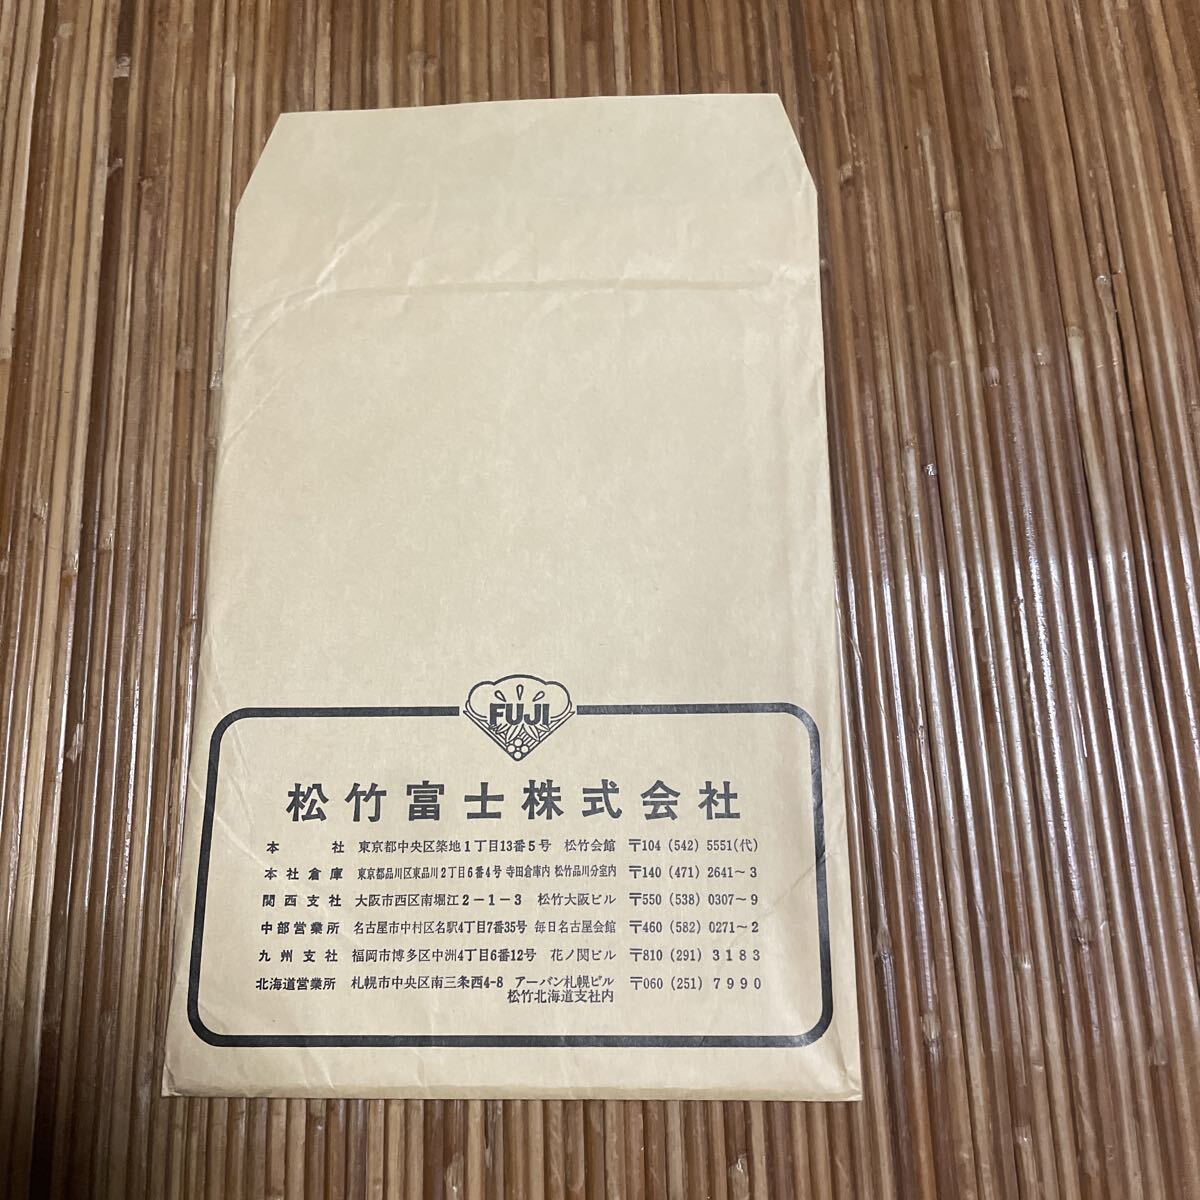 FUJI
松竹富士株式会社
本社 東京都中央区築地1丁目13番5号 松竹会館 〒104 (542) 5551(代)
本社倉庫 東京都品川区東品川2丁目6番4号 寺田倉庫内 松竹品川分室内 〒140 (471) 2641~3
関西支社 大阪市西区南堀江2-1-3 松竹大阪ビル 〒550 (538) 0307~9
中部営業所 名古屋市中村区名駅4丁目7番35号 毎日名古屋会館 〒460 (582) 0271~2
九州支社 福岡市博多区中洲4丁目6番12号 花ノ関ビル 〒810 (291) 3183
北海道営業所 札幌市中央区南三条西4-8 アーバン札幌ビル 〒060 (251) 7990
松竹北海道支社内